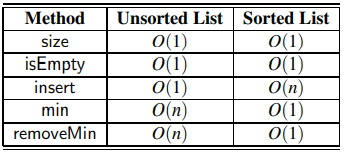 Method Unsorted List Sorted List
size O(1) O(1)
isEmpty O(1) O(1)
insert O(1) O(n)
min O(n) O(1)
removeMin O(n) O(1)